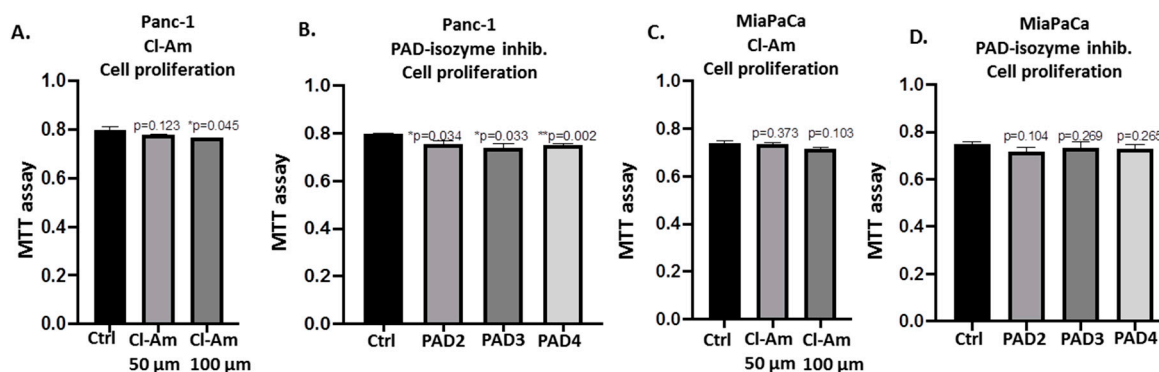 A.
Panc-1
Cl-Am
Cell proliferation
MTT assay
1.0
0.8
0.6
0.4
0.2
0.0
p=0.123
*p=0.045
Ctrl
Cl-Am
50 µm
Cl-Am
100 µm
B.
Panc-1
PAD-isozyme inhib.
Cell proliferation
MTT assay
1.0
0.8
0.6
0.4
0.2
0.0
*p=0.034
*p=0.033
**p=0.002
Ctrl
PAD2
PAD3
PAD4
C.
MiaPaCa
Cl-Am
Cell proliferation
MTT assay
1.0
0.8
0.6
0.4
0.2
0.0
p=0.373
p=0.103
Ctrl
Cl-Am
50 µm
Cl-Am
100 µm
D.
MiaPaCa
PAD-isozyme inhib.
Cell proliferation
MTT assay
1.0
0.8
0.6
0.4
0.2
0.0
p=0.104
p=0.269
p=0.265
Ctrl
PAD2
PAD3
PAD4